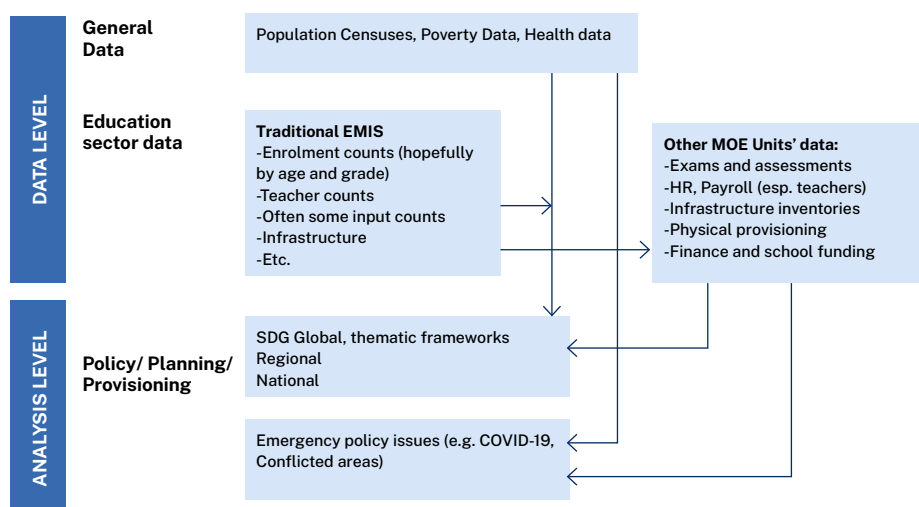 DATA LEVEL
General
Data
Population Censuses, Poverty Data, Health data
Education
sector data
Traditional EMIS
-Enrolment counts (hopefully
by age and grade)
-Teacher counts
-Often some input counts
-Infrastructure
-Etc.
Other MOE Units’ data:
-Exams and assessments
-HR, Payroll (esp. teachers)
-Infrastructure inventories
-Physical provisioning
-Finance and school funding
ANALYSIS LEVEL
Policy/ Planning/
Provisioning
SDG Global, thematic frameworks
Regional
National
Emergency policy issues (e.g. COVID-19,
Conflicted areas)